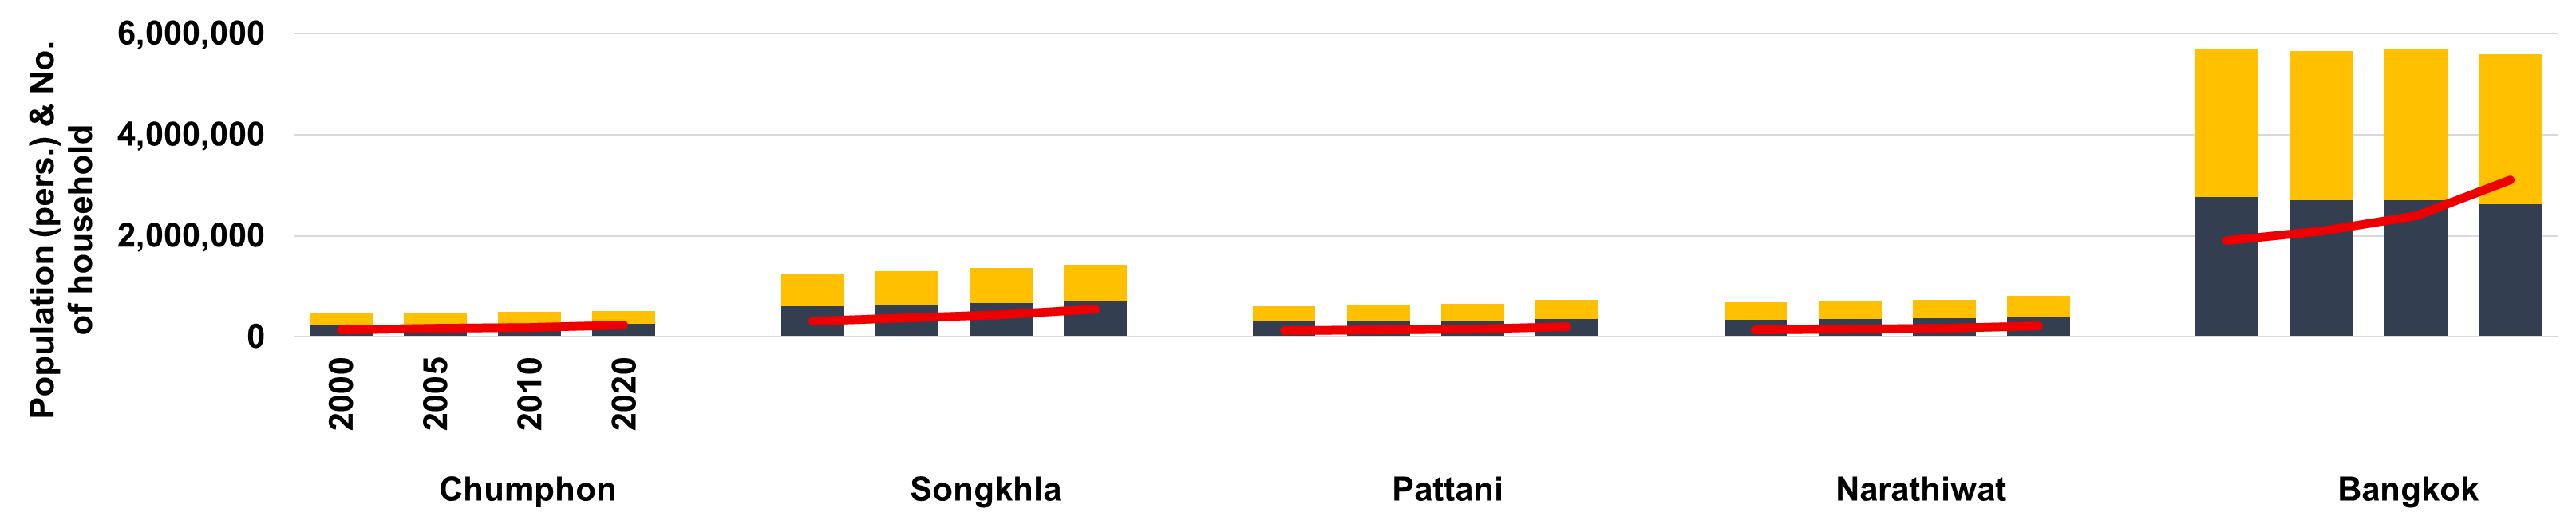 Population (pers.) & No.
of household
6,000,000
4,000,000
2,000,000
0
2000
2005
2010
2020
Chumphon
Songkhla
Pattani
Narathiwat
Bangkok